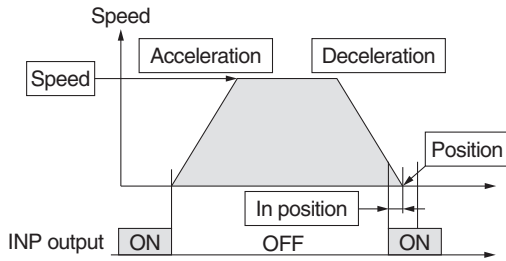 Speed
Acceleration
Deceleration
Speed
Position
In position
INP output
ON
OFF
ON